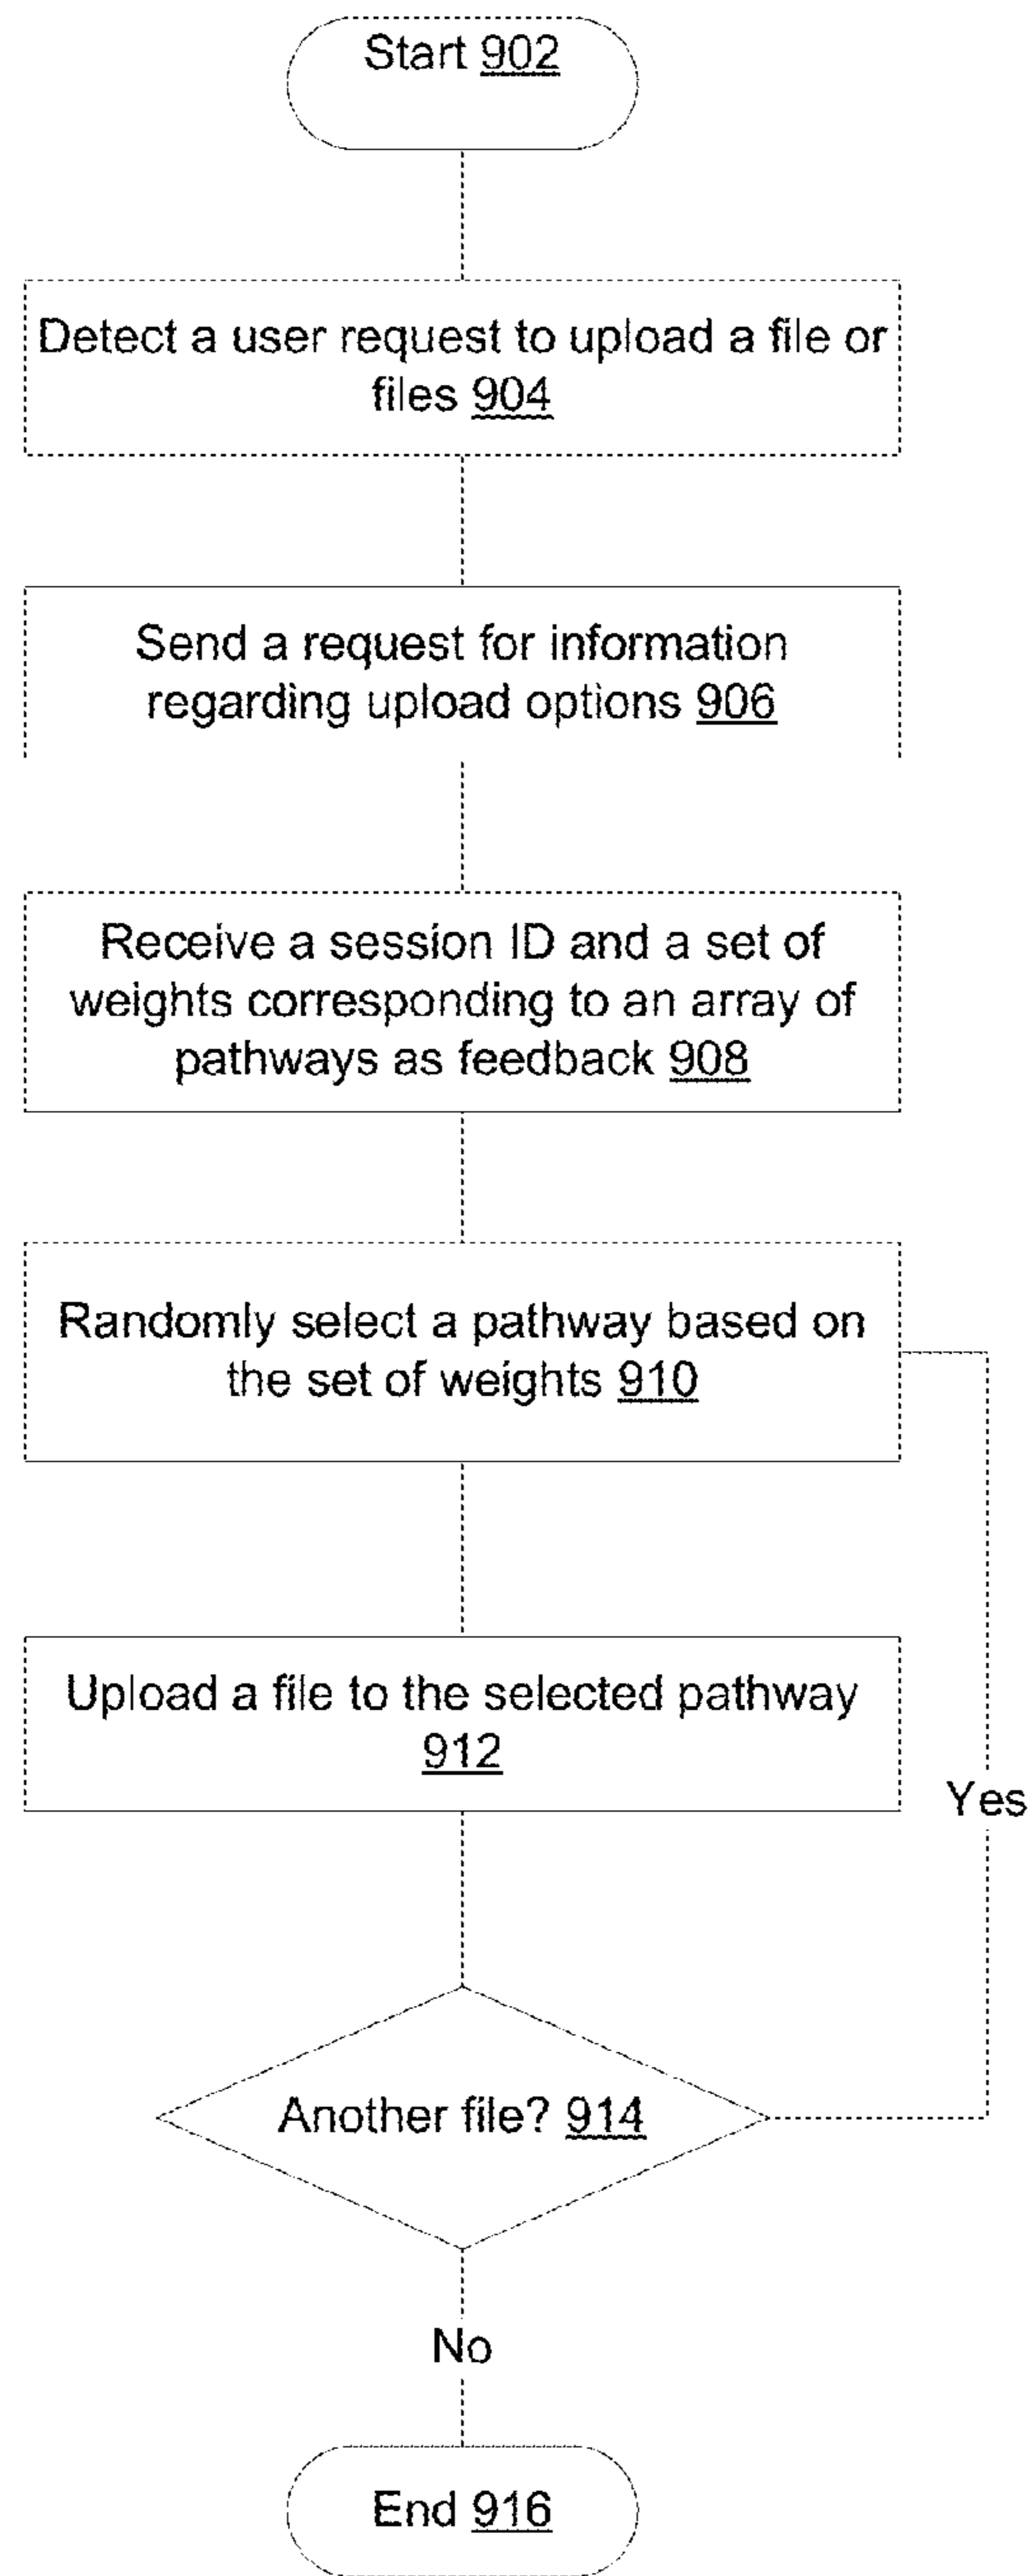 Start 902
Detect a user request to upload a file or
files 904
Send a request for information
regarding upload options 906
Receive a session ID and a set of
weights corresponding to an array of
pathways as feedback 908
Randomly select a pathway based on
the set of weights 910
Upload a file to the selected pathway
912
Yes
Another file? 914
No
End 916